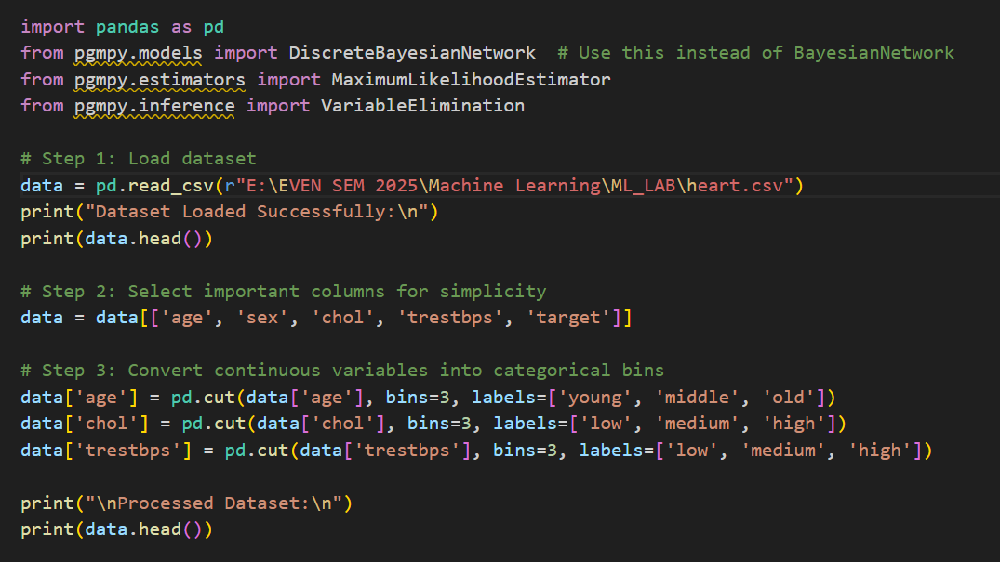 import pandas as pd
from pgmpy.models import DiscreteBayesianNetwork  # Use this instead of BayesianNetwork
from pgmpy.estimators import MaximumLikelihoodEstimator
from pgmpy.inference import VariableElimination

# Step 1: Load dataset
data = pd.read_csv(r"E:\EVEN SEM 2025\Machine Learning\ML_LAB\heart.csv")
print("Dataset Loaded Successfully:\n")
print(data.head())

# Step 2: Select important columns for simplicity
data = data[['age', 'sex', 'chol', 'trestbps', 'target']]

# Step 3: Convert continuous variables into categorical bins
data['age'] = pd.cut(data['age'], bins=3, labels=['young', 'middle', 'old'])
data['chol'] = pd.cut(data['chol'], bins=3, labels=['low', 'medium', 'high'])
data['trestbps'] = pd.cut(data['trestbps'], bins=3, labels=['low', 'medium', 'high'])

print("\nProcessed Dataset:\n")
print(data.head())